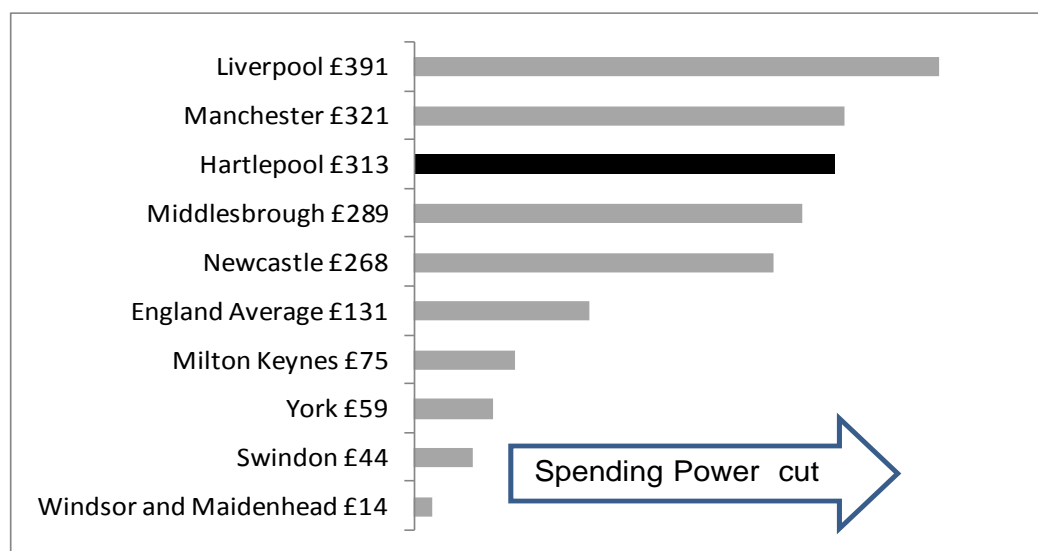 Liverpool £391
Manchester £321
Hartlepool £313
Middlesbrough £289
Newcastle £268
England Average £131
Milton Keynes £75
York £59
Swindon £44
Windsor and Maidenhead £14
Spending Power cut